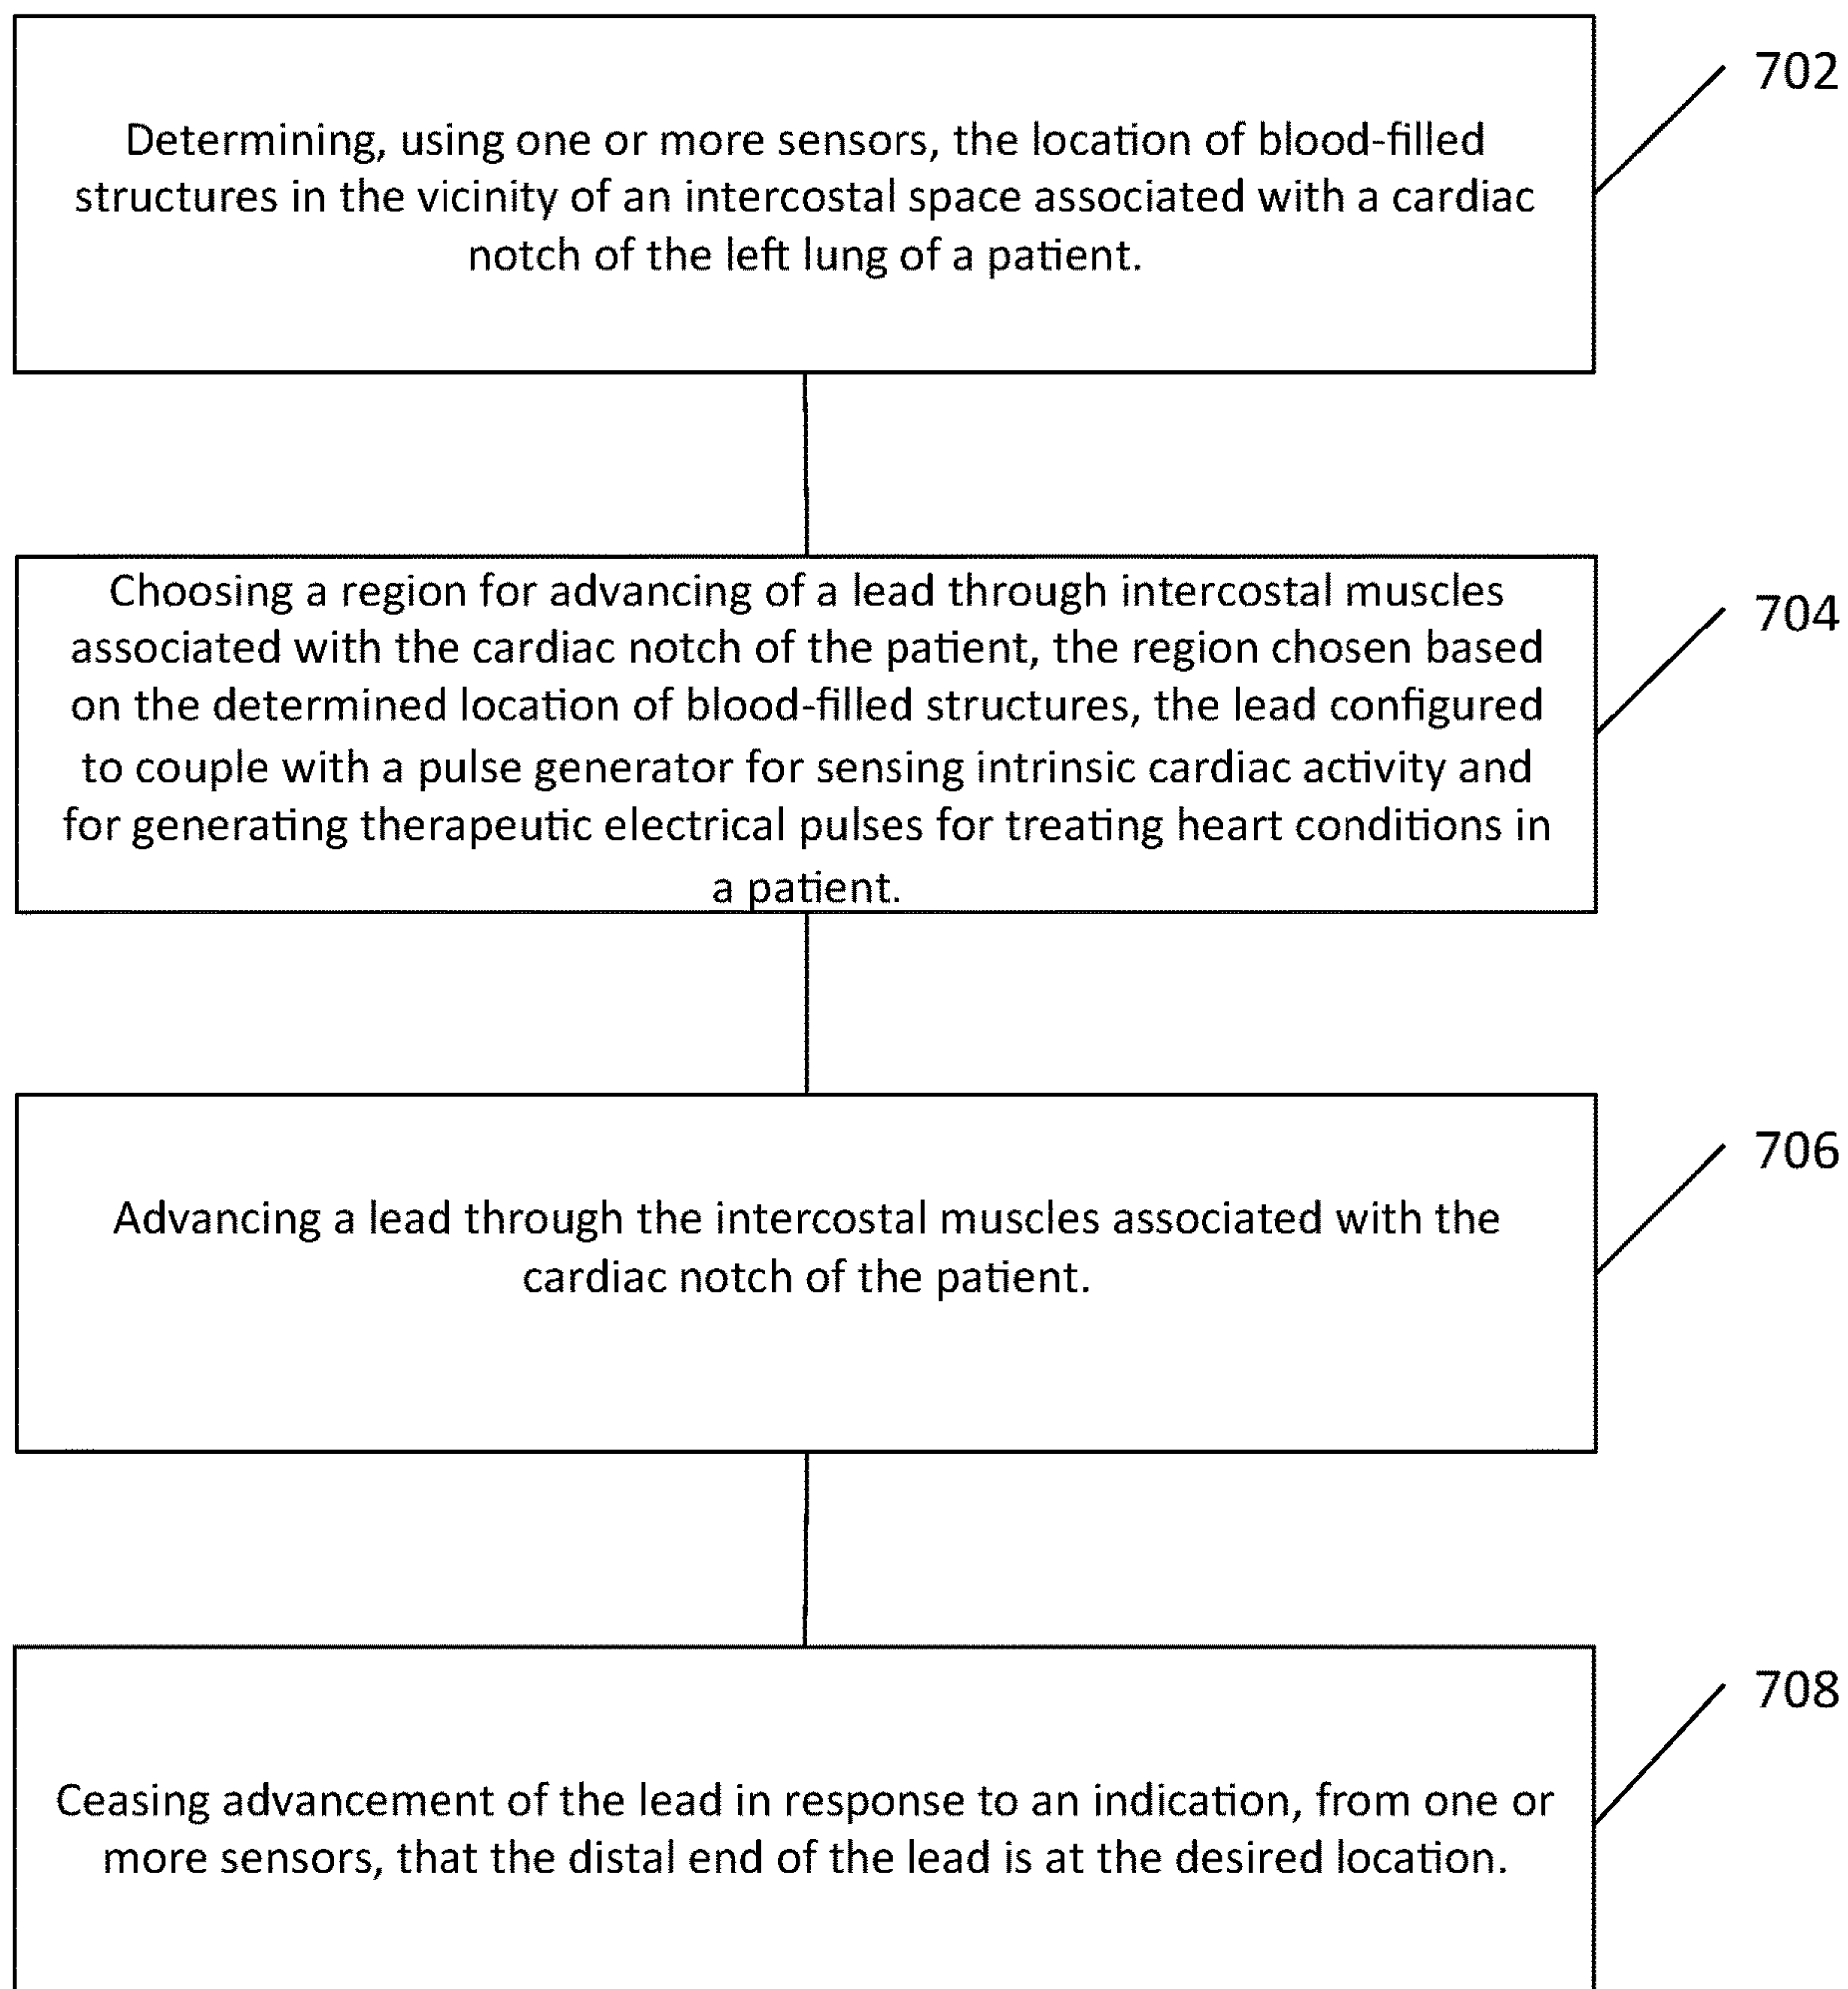 702
Determining, using one or more sensors, the location of blood-filled
structures in the vicinity of an intercostal space associated with a cardiac
notch of the left lung of a patient.
704
Choosing a region for advancing of a lead through intercostal muscles
associated with the cardiac notch of the patient, the region chosen based
on the determined location of blood-filled structures, the lead configured
to couple with a pulse generator for sensing intrinsic cardiac activity and
for generating therapeutic electrical pulses for treating heart conditions in
a patient.
706
Advancing a lead through the intercostal muscles associated with the
cardiac notch of the patient.
708
Ceasing advancement of the lead in response to an indication, from one or
more sensors, that the distal end of the lead is at the desired location.